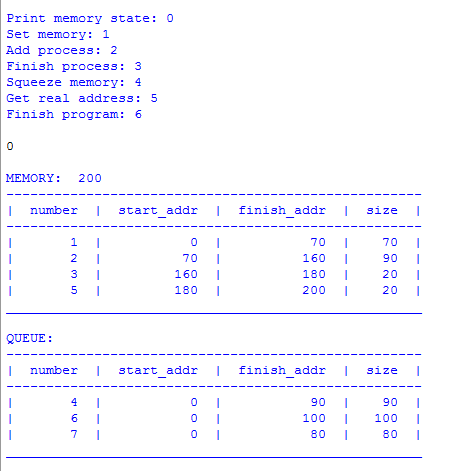 Print memory state: 0
Set memory: 1
Add process: 2
Finish process: 3
Squeeze memory: 4
Get real address: 5
Finish program: 6
0
MEMORY:  200
----------------------------------------------------
|  number  |  start_addr  |  finish_addr  |  size  |
----------------------------------------------------
|       1  |           0  |           70  |    70  |
|       2  |          70  |          160  |    90  |
|       3  |         160  |          180  |    20  |
|       5  |         180  |          200  |    20  |
____________________________________________________
QUEUE:
----------------------------------------------------
|  number  |  start_addr  |  finish_addr  |  size  |
----------------------------------------------------
|       4  |           0  |           90  |    90  |
|       6  |           0  |          100  |   100  |
|       7  |           0  |           80  |    80  |
____________________________________________________